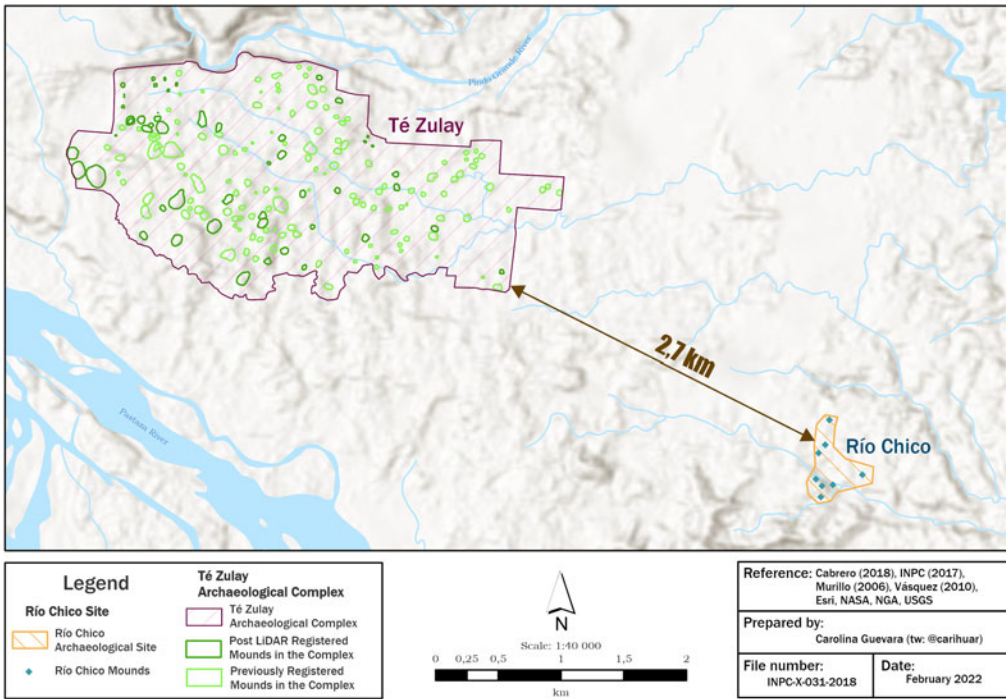 Pindo Grande River
Té Zulay
2,7 km
Río Chico
Pastaza River
Legend
Río Chico Site
Río Chico
Archaeological Site
Río Chico Mounds
Té Zulay
Archaeological Complex
Té Zulay
Archaeological Complex
Post LiDAR Registered
Mounds in the Complex
Previously Registered
Mounds in the Complex
N
Scale: 1:40 000
0 0,25 0,5 1 1,5 2
km
Reference: Cabrero (2018), INPC (2017),
Murillo (2006), Vásquez (2010),
Esri, NASA, NGA, USGS
Prepared by:
Carolina Guevara (tw: @carihuar)
File number:
INPC-X-031-2018
Date:
February 2022